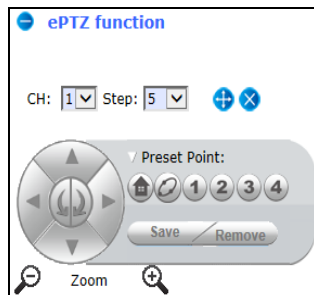 ePTZ function
CH: 1 Step: 5
Preset Point:
1 2 3 4
Save Remove
Zoom